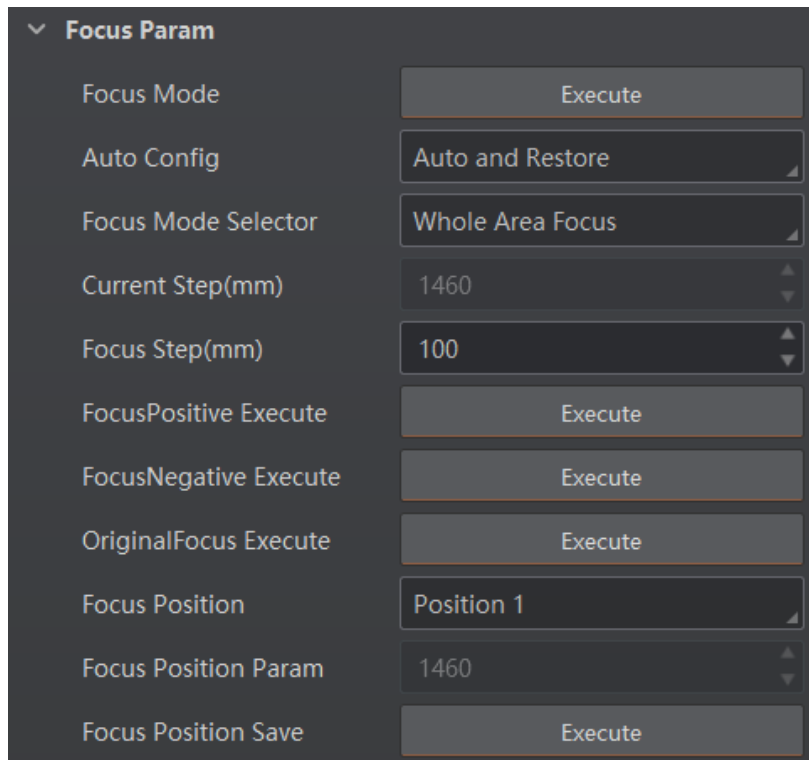 Focus Param
Focus Mode Execute
Auto Config Auto and Restore
Focus Mode Selector Whole Area Focus
Current Step(mm) 1460
Focus Step(mm) 100
FocusPositive Execute Execute
FocusNegative Execute Execute
OriginalFocus Execute Execute
Focus Position Position 1
Focus Position Param 1460
Focus Position Save Execute